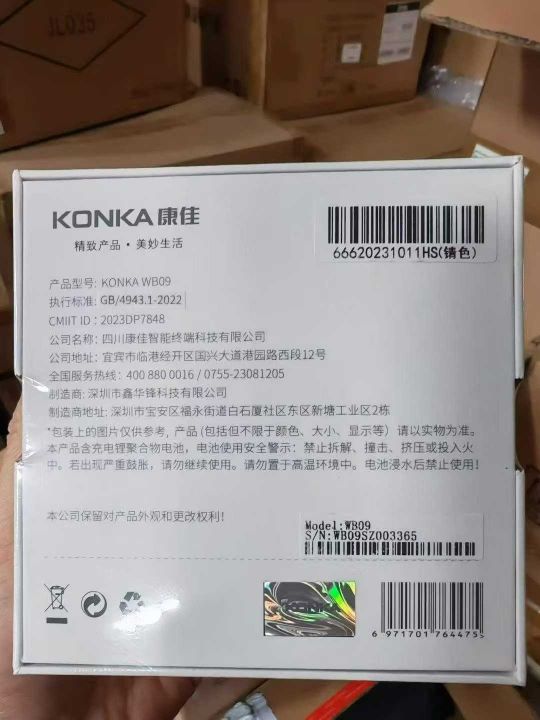 JL035
KONKA 康佳
精致产品·美妙生活
66620231011HS(锖色)
产品型号: KONKA WB09
执行标准: GB/4943.1-2022
CMIIT ID : 2023DP7848
公司名称: 四川康佳智能终端科技有限公司
公司地址: 宜宾市临港经开区国兴大道港园路西段12号
全国服务热线: 400 880 0016 / 0755-23081205
制造商: 深圳市鑫华锋科技有限公司
制造商地址: 深圳市宝安区福永街道白石厦社区东区新塘工业区2栋
*包装上的图片仅供参考, 产品 (包括但不限于颜色、大小、显示等) 请以实物为准。
本产品含充电锂聚合物电池, 电池使用安全警示: 禁止拆解、撞击、挤压或投入火
中。若出现严重鼓胀, 请勿继续使用。请勿置于高温环境中。电池浸水后禁止使用!
本公司保留对产品外观和更改权利!
Model:WB09
S/N:WB09SZ003365
KONKA
6 971701 764475